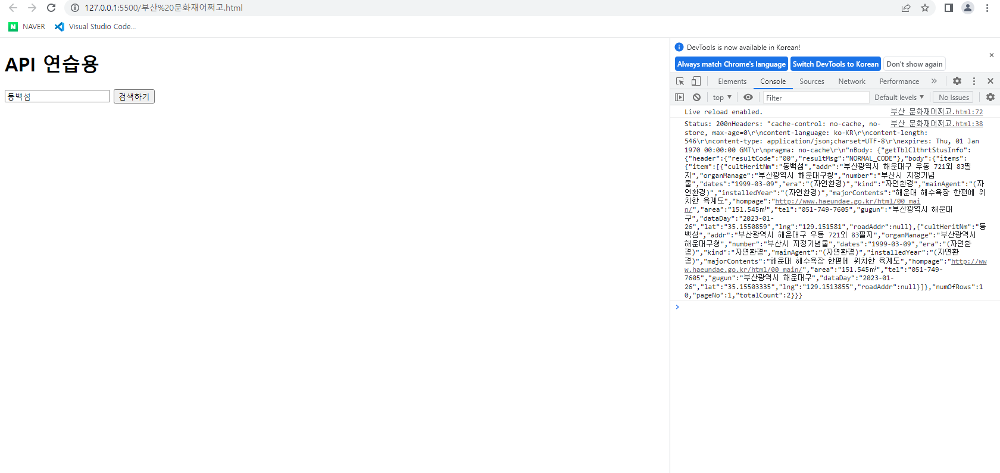 127.0.0.1:5500/부산%20문화재어쩌고.html
NAVER
Visual Studio Code...
API 연습용
동백섬
검색하기
DevTools is now available in Korean!
Always match Chrome's language
Switch DevTools to Korean
Don't show again
Elements
Console
Sources
Network
Performance
»
top ▼
Filter
Default levels ▼
No Issues
Live reload enabled. 부산 문화재어쩌고.html:72
Status: 200nHeaders: "cache-control: no-cache, no- 부산 문화재어쩌고.html:38
store, max-age=0\r\ncontent-language: ko-KR\r\ncontent-length:
546\r\ncontent-type: application/json;charset=UTF-8\r\nexpires: Thu, 01 Jan
1970 00:00:00 GMT\r\npragma: no-cache\r\n"nBody: {"getTblClthrtStusInfo":
{"header":{"resultCode":"00","resultMsg":"NORMAL_CODE"},"body":{"items":
{"item":[{"cultHeritNm":"동백섬","addr":"부산광역시 해운대구 우동 721외 83필
지","organManage":"부산광역시 해운대구청","number":"부산시 지정기념
물","dates":"1999-03-09","era":"(자연환경)","kind":"자연환경","mainAgent":"(자
연환경)","installedYear":"(자연환경)","majorContents":"해운대 해수욕장 한편에 위
치한 육계도","hompage":"http://www.haeundae.go.kr/html/00_mai
n/","area":"151.545㎡","tel":"051-749-7605","gugun":"부산광역시 해운대
구","dataDay":"2023-01-
26","lat":"35.1550859","lng":"129.151581","roadAddr":null},{"cultHeritNm":"동
백섬","addr":"부산광역시 해운대구 우동 721외 83필지","organManage":"부산광역시
해운대구청","number":"부산시 지정기념물","dates":"1999-03-09","era":"(자연환
경)","kind":"자연환경","mainAgent":"(자연환경)","installedYear":"(자연환
경)","majorContents":"해운대 해수욕장 한편에 위치한 육계도","hompage":"http://ww
w.haeundae.go.kr/html/00_main/","area":"151.545㎡","tel":"051-749-
7605","gugun":"부산광역시 해운대구","dataDay":"2023-01-
26","lat":"35.15503335","lng":"129.1513855","roadAddr":null}]},"numOfRows":1
0,"pageNo":1,"totalCount":2}}}